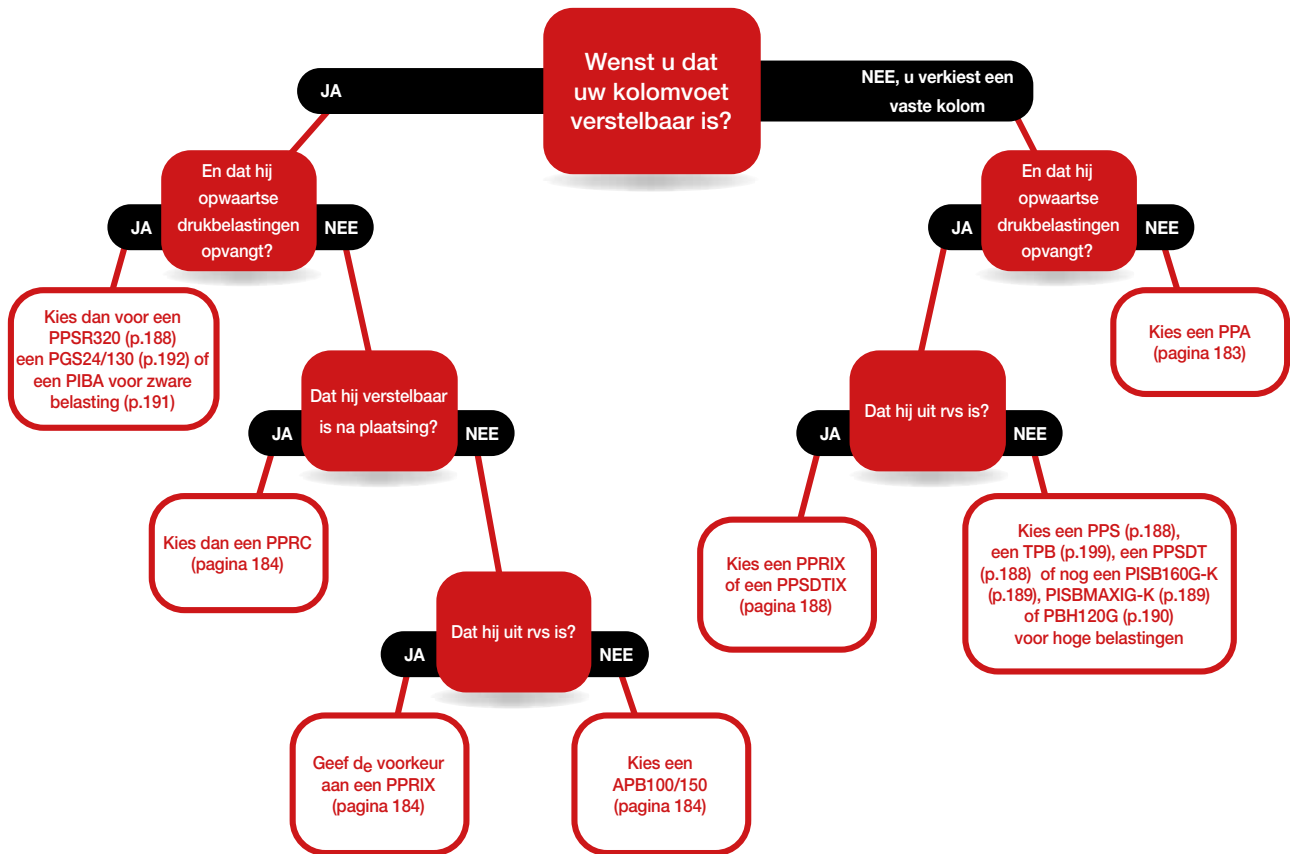 Wenst u dat
uw kolomvoet
verstelbaar is?
JA
NEE, u verkiest een
vaste kolom
En dat hij
opwaartse
drukbelastingen
opvangt?
JA
NEE
En dat hij
opwaartse
drukbelastingen
opvangt?
JA
NEE
Kies dan voor een
PPSR320 (p.188)
een PGS24/130 (p.192) of
een PIBA voor zware
belasting (p.191)
Kies een PPA
(pagina 183)
Dat hij verstelbaar
is na plaatsing?
JA
NEE
Dat hij uit rvs is?
JA
NEE
Kies dan een PPRC
(pagina 184)
Kies een PPRIX
of een PPSDTIX
(pagina 188)
Kies een PPS (p.188),
een TPB (p.199), een PPSDT
(p.188) of nog een PISB160G-K
(p.189), PISBMAXIG-K (p.189)
of PBH120G (p.190)
voor hoge belastingen
Dat hij uit rvs is?
JA
NEE
Geef de voorkeur
aan een PPRIX
(pagina 184)
Kies een
APB100/150
(pagina 184)